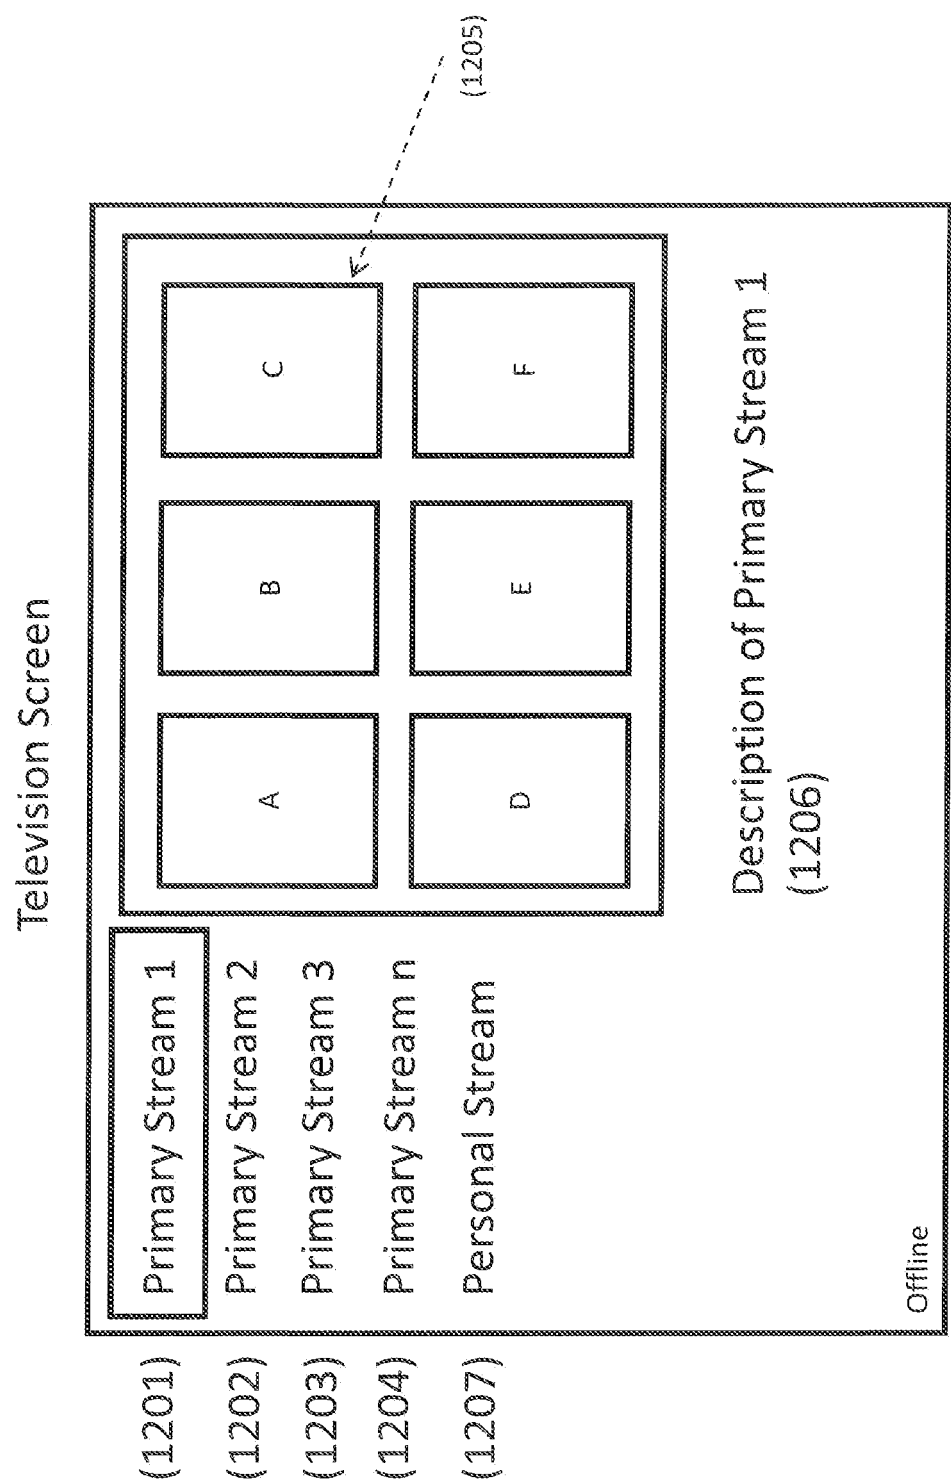 Television Screen
(1201)
Primary Stream 1
(1202)
Primary Stream 2
(1203)
Primary Stream 3
(1204)
Primary Stream n
(1207)
Personal Stream
A
B
C
D
E
F
(1205)
Description of Primary Stream 1
(1206)
Offline